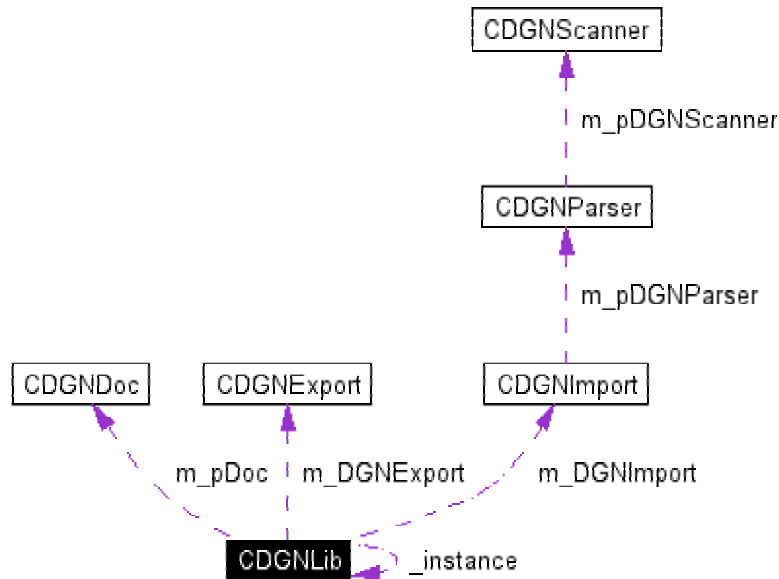 CDGNScanner
m_pDGNScanner
CDGNParser
m_pDGNParser
CDGNDoc
CDGNExport
CDGNImport
m_pDoc
m_DGNExport
m_DGNImport
CDGNLib
_instance